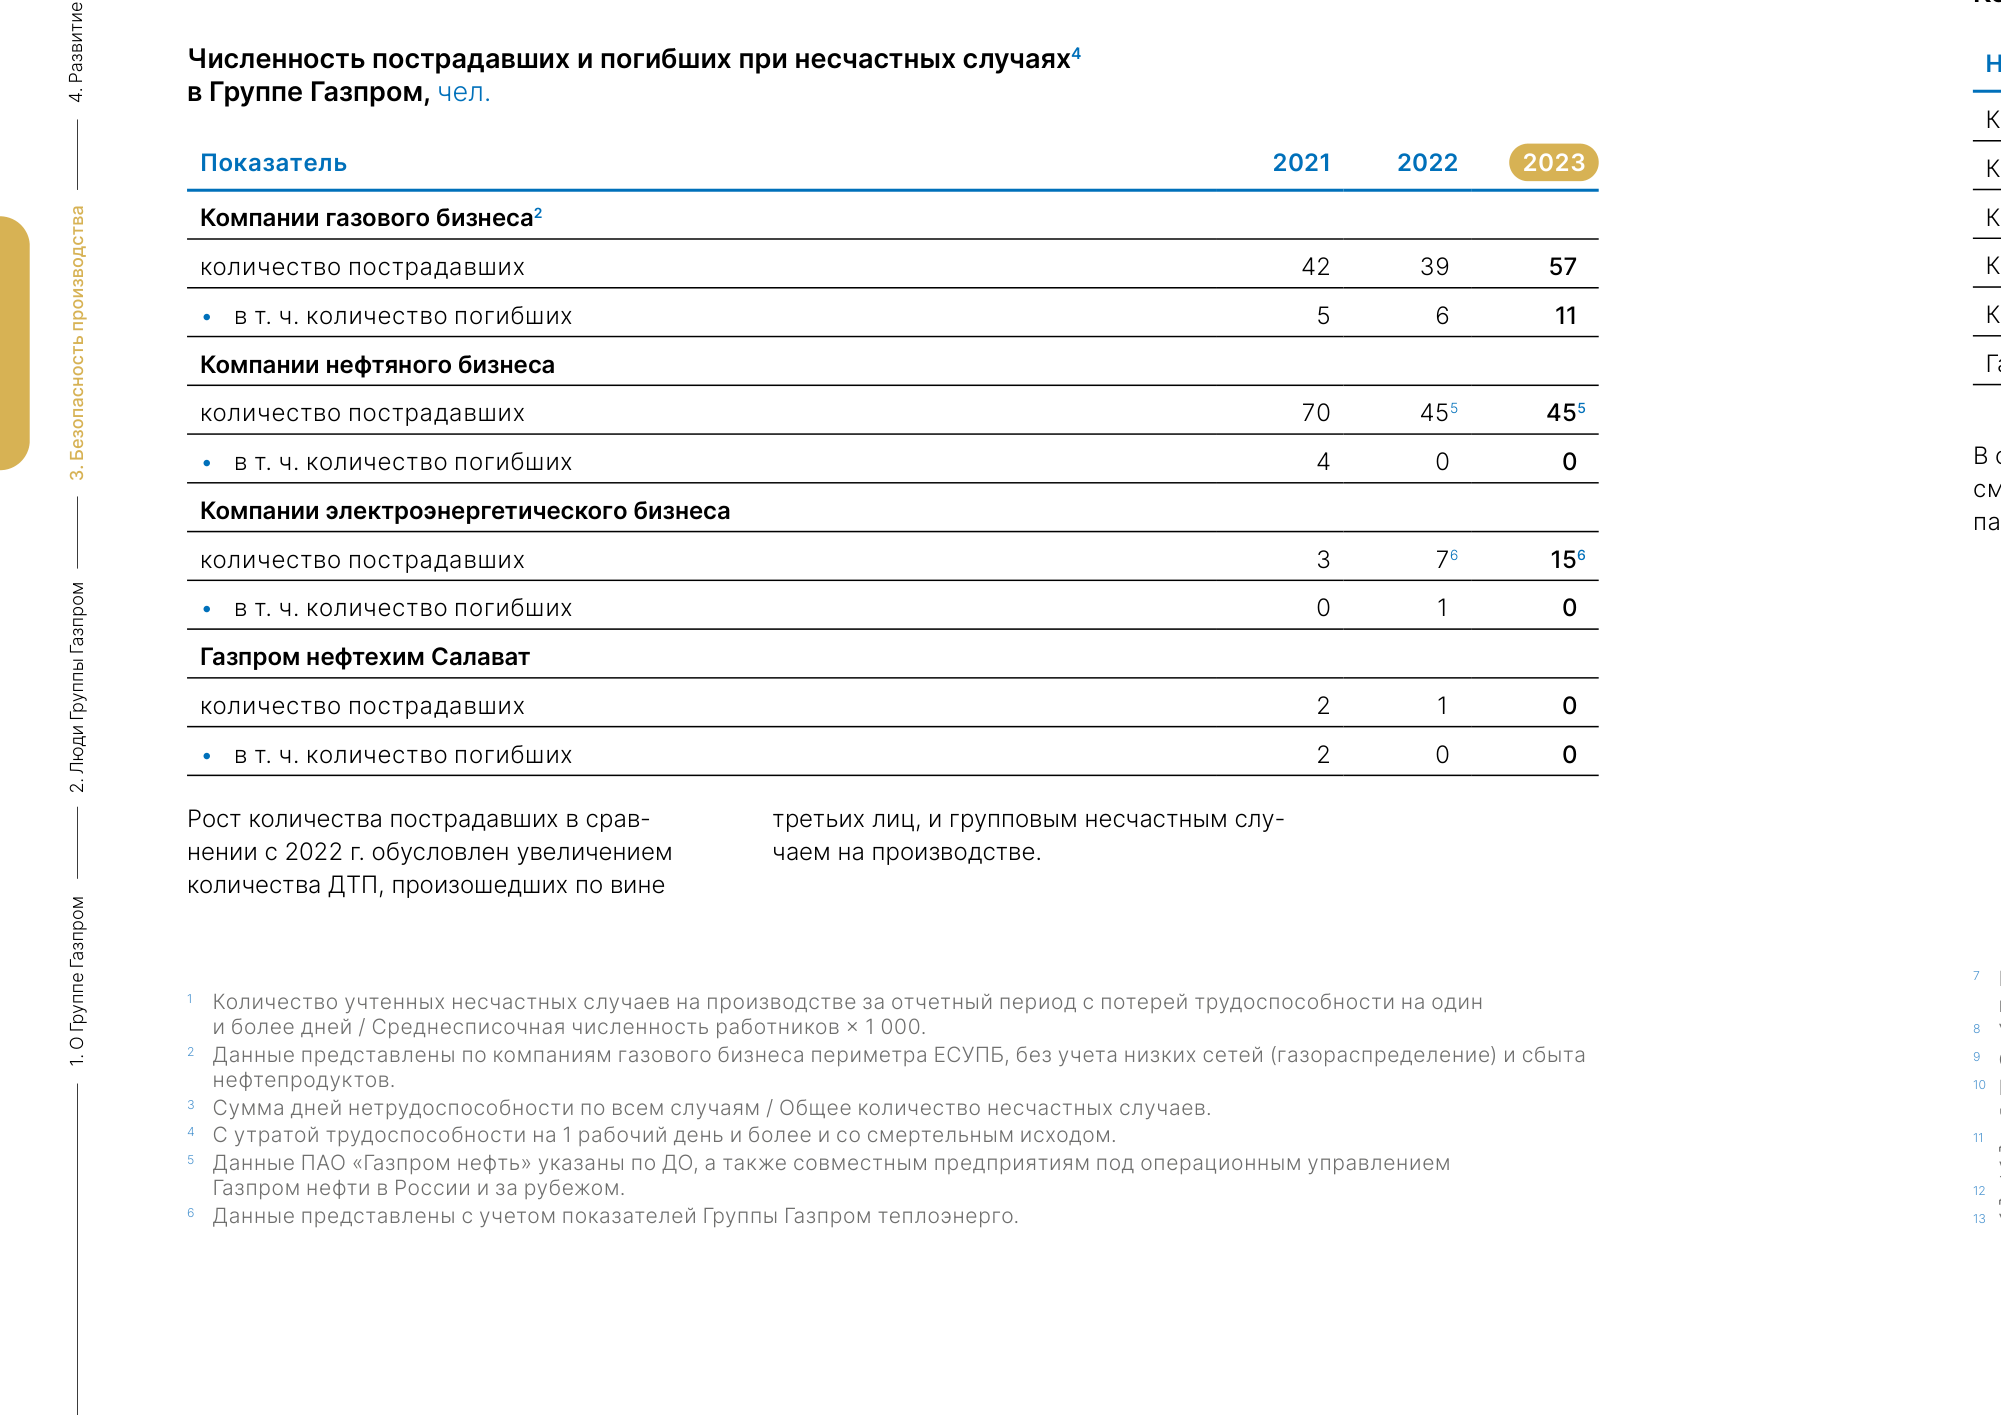 4. Развитие
3. Безопасность производства
2. Люди Группы Газпром
1. О Группе Газпром
Численность пострадавших и погибших при несчастных случаях⁴
в Группе Газпром, чел.
Показатель 2021 2022 2023
Компании газового бизнеса²
количество пострадавших 42 39 57
• в т. ч. количество погибших 5 6 11
Компании нефтяного бизнеса
количество пострадавших 70 45⁵ 45⁵
• в т. ч. количество погибших 4 0 0
Компании электроэнергетического бизнеса
количество пострадавших 3 7⁶ 15⁶
• в т. ч. количество погибших 0 1 0
Газпром нефтехим Салават
количество пострадавших 2 1 0
• в т. ч. количество погибших 2 0 0
Рост количества пострадавших в срав-
нении с 2022 г. обусловлен увеличением
количества ДТП, произошедших по вине
третьих лиц, и групповым несчастным слу-
чаем на производстве.
¹ Количество учтенных несчастных случаев на производстве за отчетный период с потерей трудоспособности на один
и более дней / Среднесписочная численность работников × 1 000.
² Данные представлены по компаниям газового бизнеса периметра ЕСУПБ, без учета низких сетей (газораспределение) и сбыта
нефтепродуктов.
³ Сумма дней нетрудоспособности по всем случаям / Общее количество несчастных случаев.
⁴ С утратой трудоспособности на 1 рабочий день и более и со смертельным исходом.
⁵ Данные ПАО «Газпром нефть» указаны по ДО, а также совместным предприятиям под операционным управлением
Газпром нефти в России и за рубежом.
⁶ Данные представлены с учетом показателей Группы Газпром теплоэнерго.
7
8
9
10
11
12
13